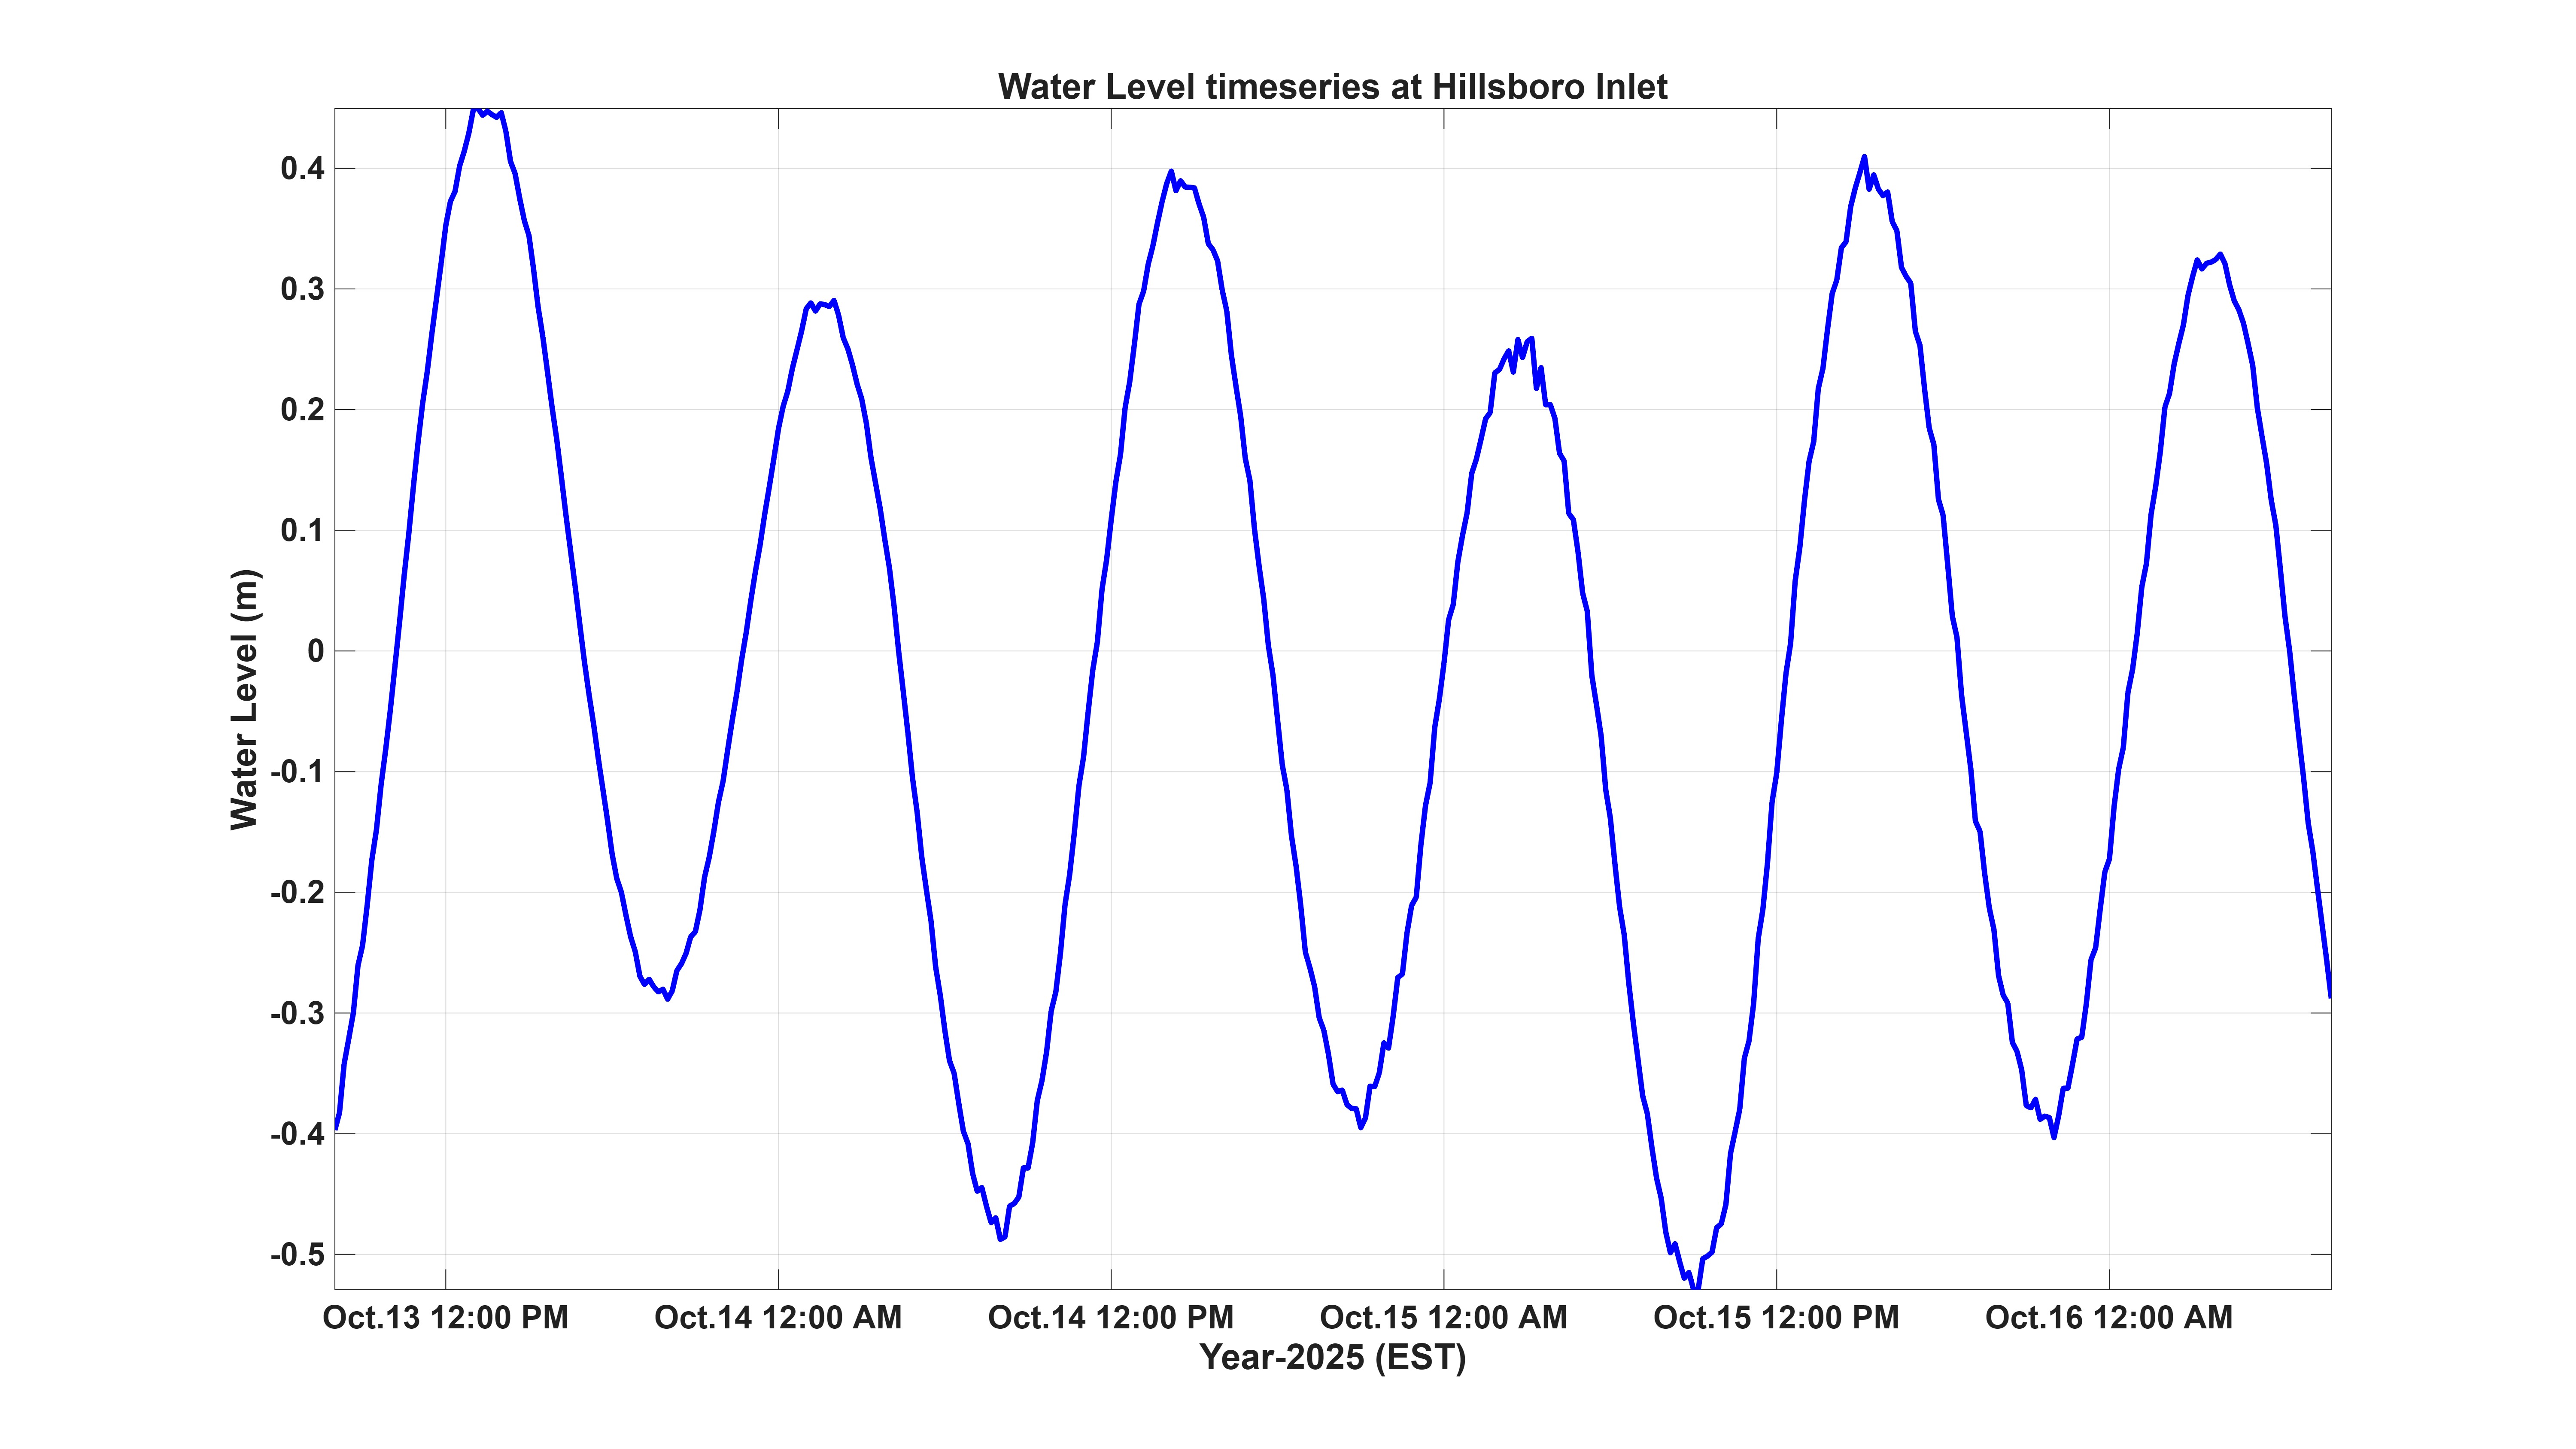 Water Level timeseries at Hillsboro Inlet
Water Level (m)
0.4
0.3
0.2
0.1
0
-0.1
-0.2
-0.3
-0.4
-0.5
Oct.13 12:00 PM
Oct.14 12:00 AM
Oct.14 12:00 PM
Oct.15 12:00 AM
Oct.15 12:00 PM
Oct.16 12:00 AM
Year-2025 (EST)